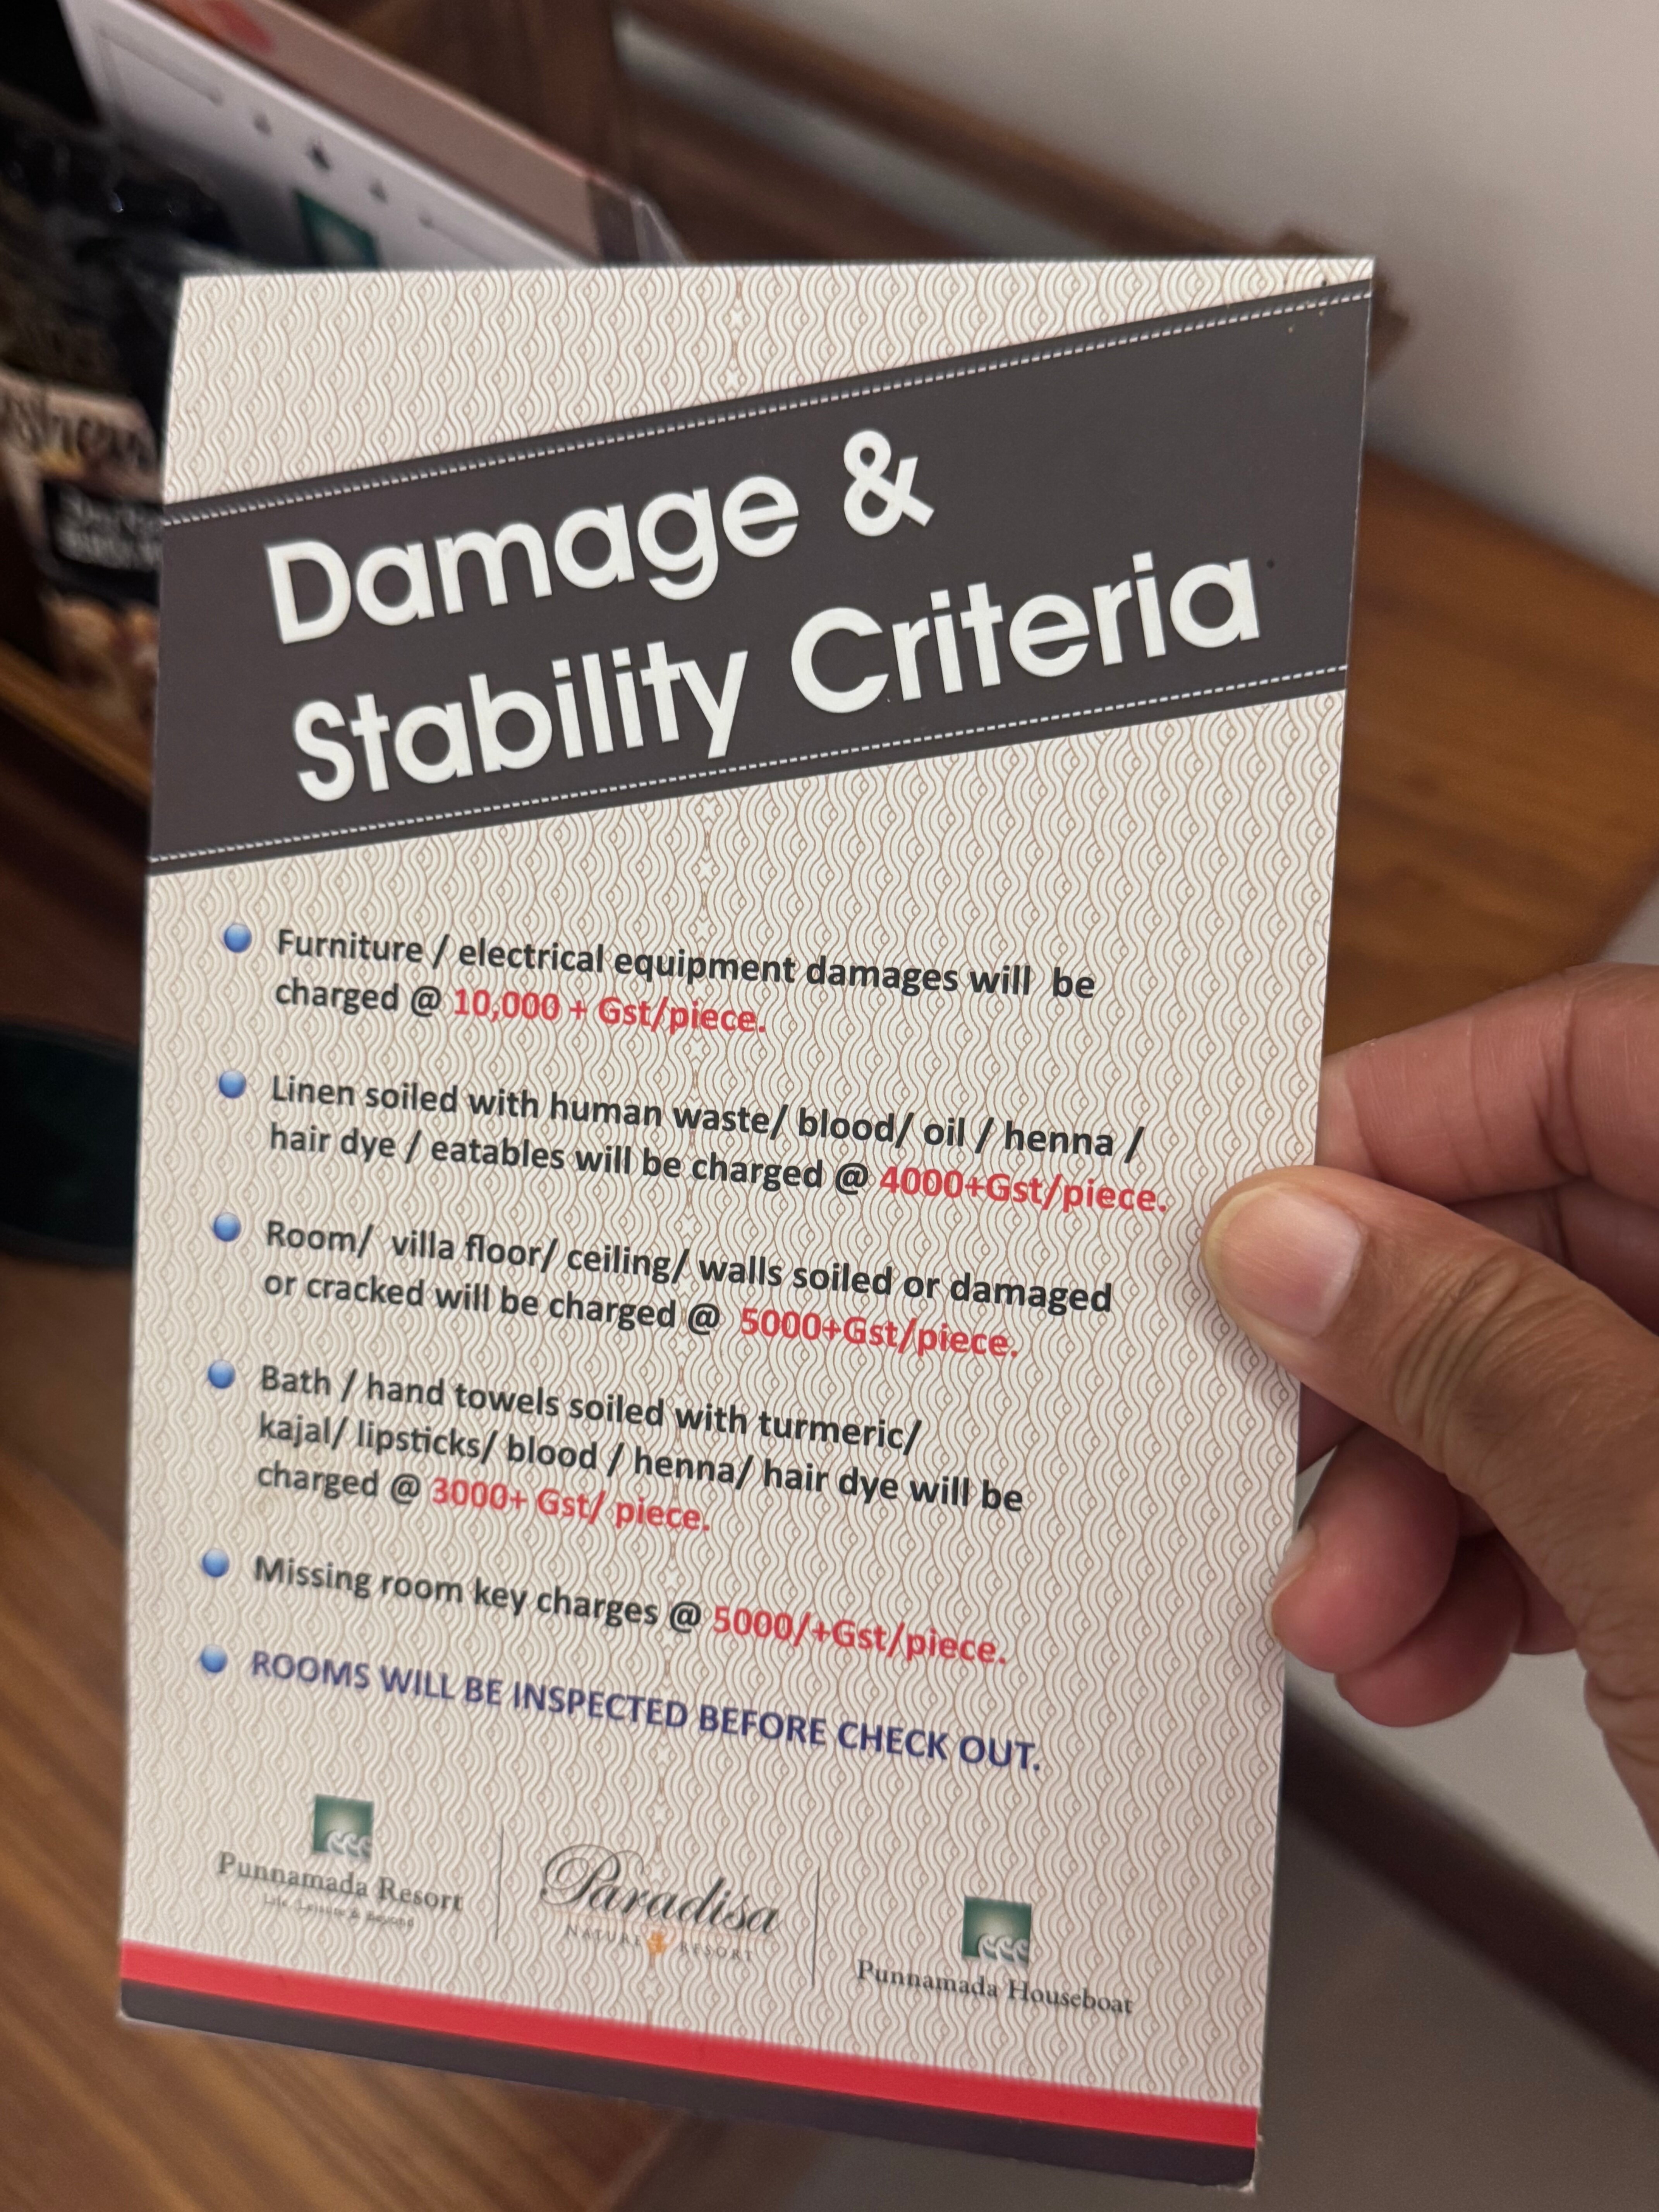 Damage &
Stability Criteria
Furniture / electrical equipment damages will be
charged @ 10,000 + Gst/piece.
Linen soiled with human waste/ blood/ oil / henna /
hair dye / eatables will be charged @ 4000+Gst/piece.
Room/ villa floor/ ceiling/ walls soiled or damaged
or cracked will be charged @ 5000+Gst/piece.
Bath / hand towels soiled with turmeric/
kajal/ lipsticks/ blood / henna/ hair dye will be
charged @ 3000+ Gst/ piece.
Missing room key charges @ 5000/+Gst/piece.
ROOMS WILL BE INSPECTED BEFORE CHECK OUT.
Punnamada Resort
Life, Leisure & Beyond
Paradisa
NATURE RESORT
Punnamada Houseboat